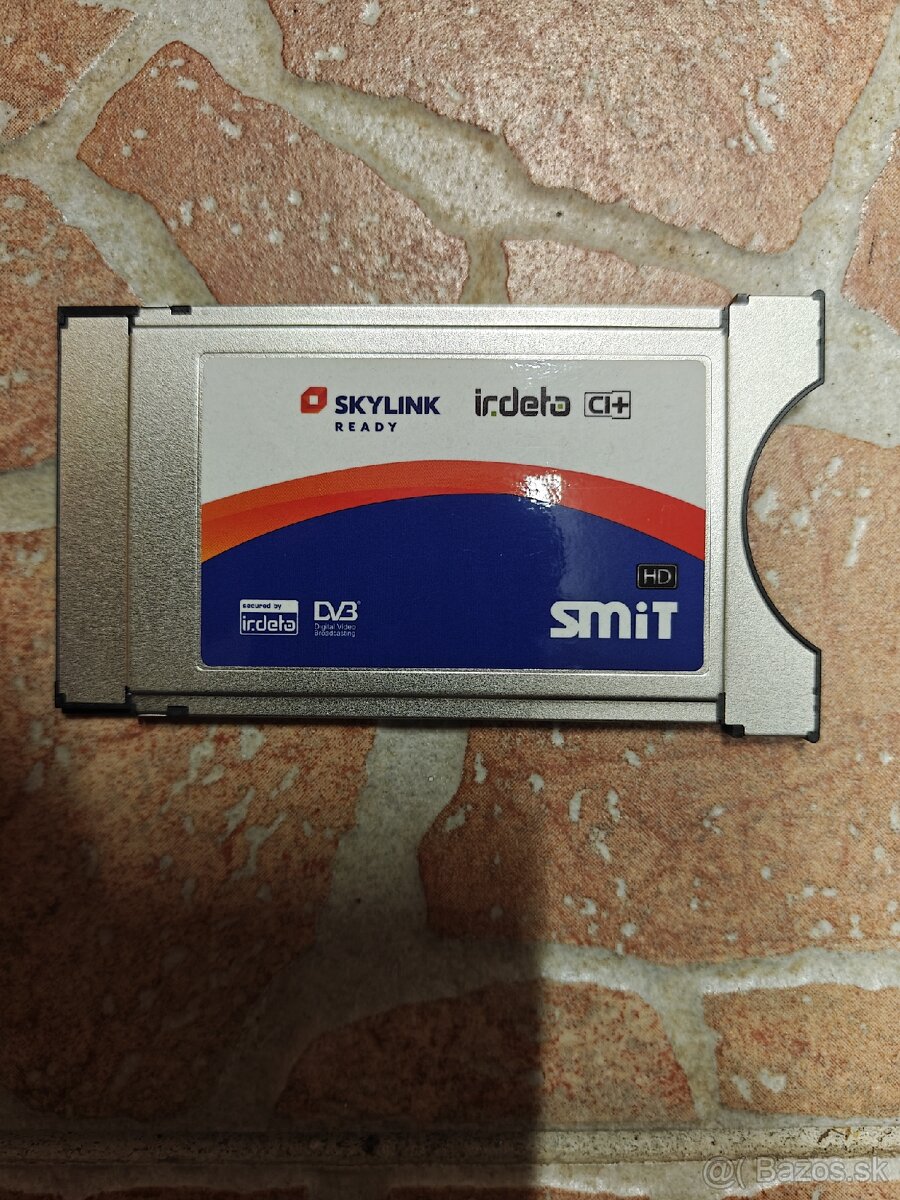 SKYLINK
READY
irdeto CI+
HD
secured by
irdeto
DVB
Digital Video
Broadcasting
SMiT
@( Bazos.sk